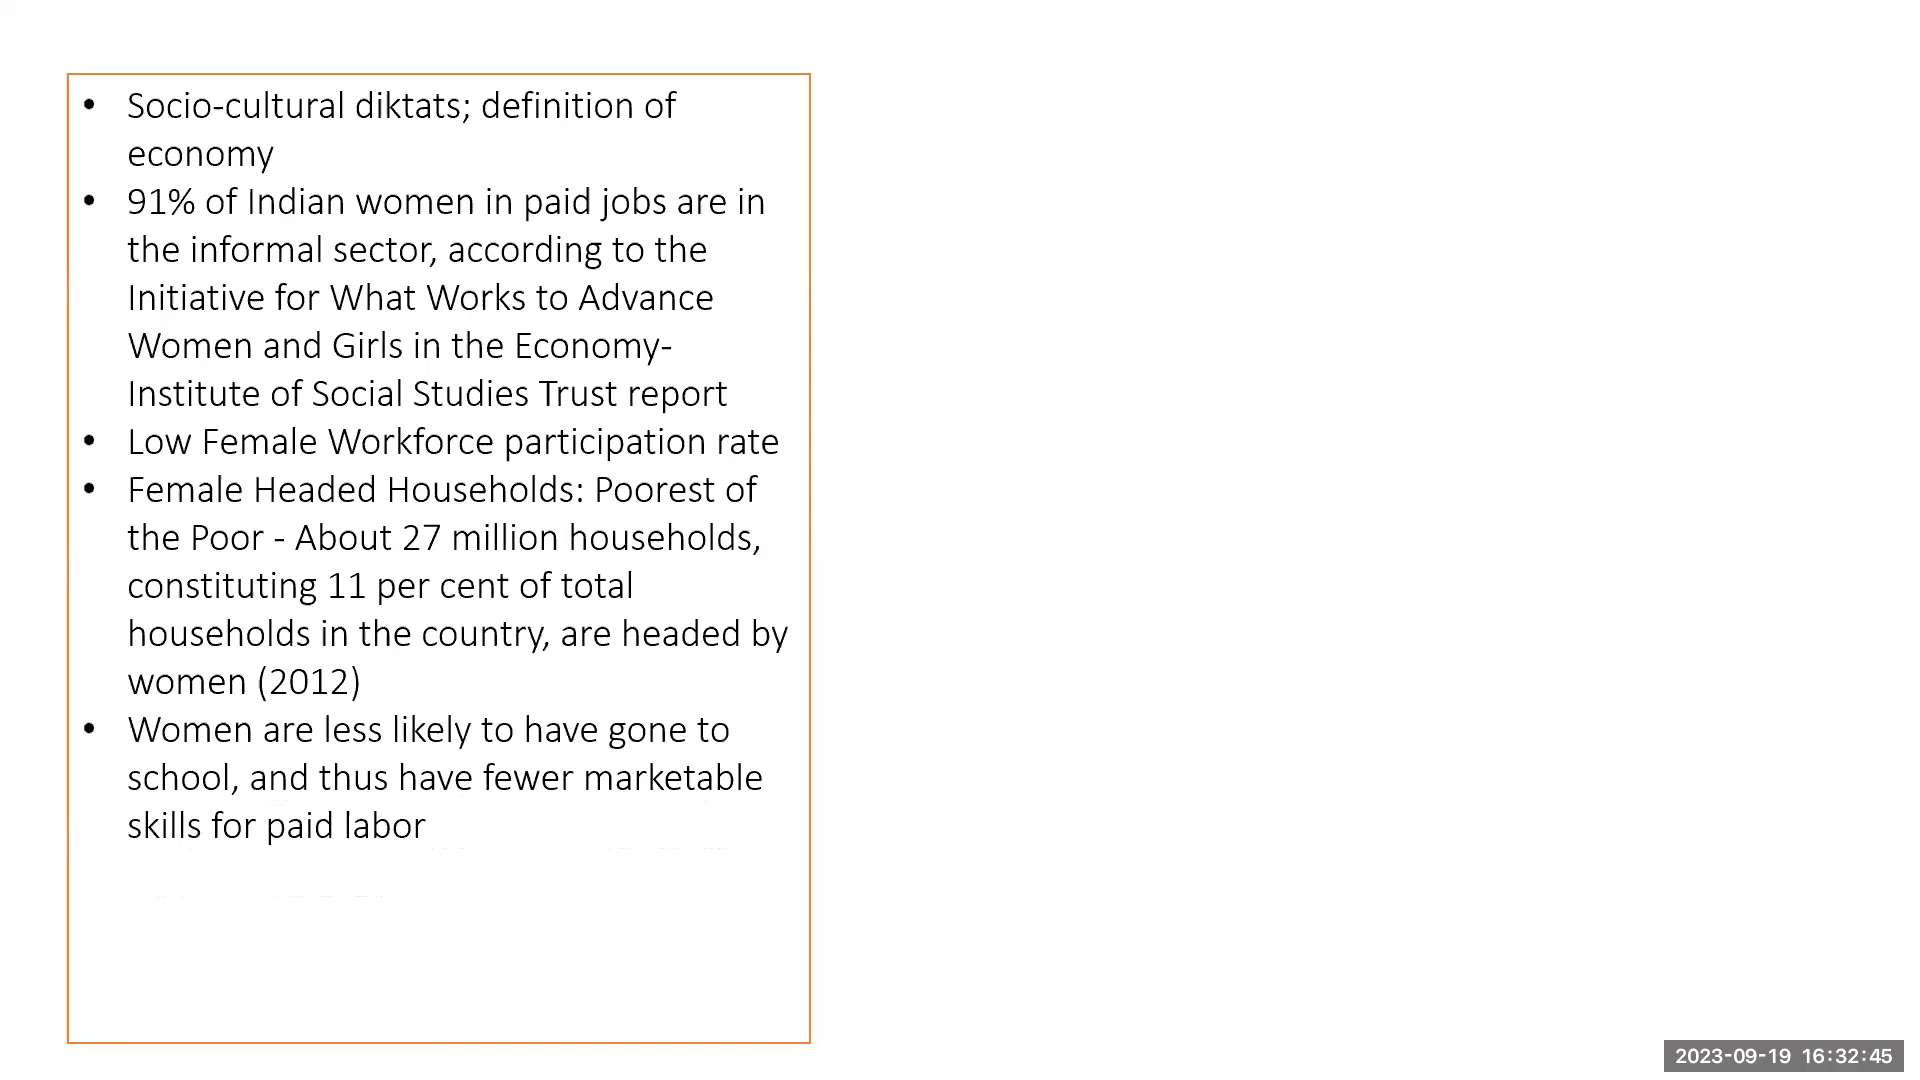 • Socio-cultural diktats; definition of
economy
• 91% of Indian women in paid jobs are in
the informal sector, according to the
Initiative for What Works to Advance
Women and Girls in the Economy-
Institute of Social Studies Trust report
• Low Female Workforce participation rate
• Female Headed Households: Poorest of
the Poor - About 27 million households,
constituting 11 per cent of total
households in the country, are headed by
women (2012)
• Women are less likely to have gone to
school, and thus have fewer marketable
skills for paid labor
2023-09-19 16:32:45